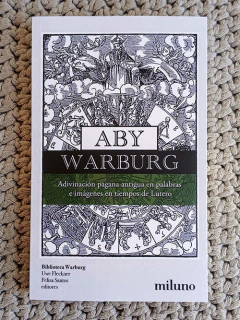 ABY
WARBURG
Adivinación pagana antigua en palabras
e imágenes en tiempos de Lutero
Biblioteca Warburg
Uwe Fleckner
Felisa Santos
editores
miluno